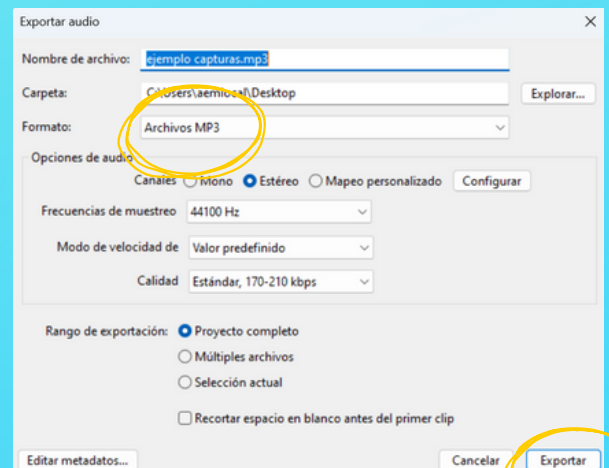 Exportar audio
Nombre de archivo: ejemplo capturas.mp3
Carpeta: C:\Users\aemlocal\Desktop Explorar...
Formato: Archivos MP3
Opciones de audio
Canales Mono Estéreo Mapeo personalizado Configurar
Frecuencias de muestreo 44100 Hz
Modo de velocidad de Valor predefinido
Calidad Estándar, 170-210 kbps
Rango de exportación: Proyecto completo
Múltiples archivos
Selección actual
Recortar espacio en blanco antes del primer clip
Editar metadatos... Cancelar Exportar